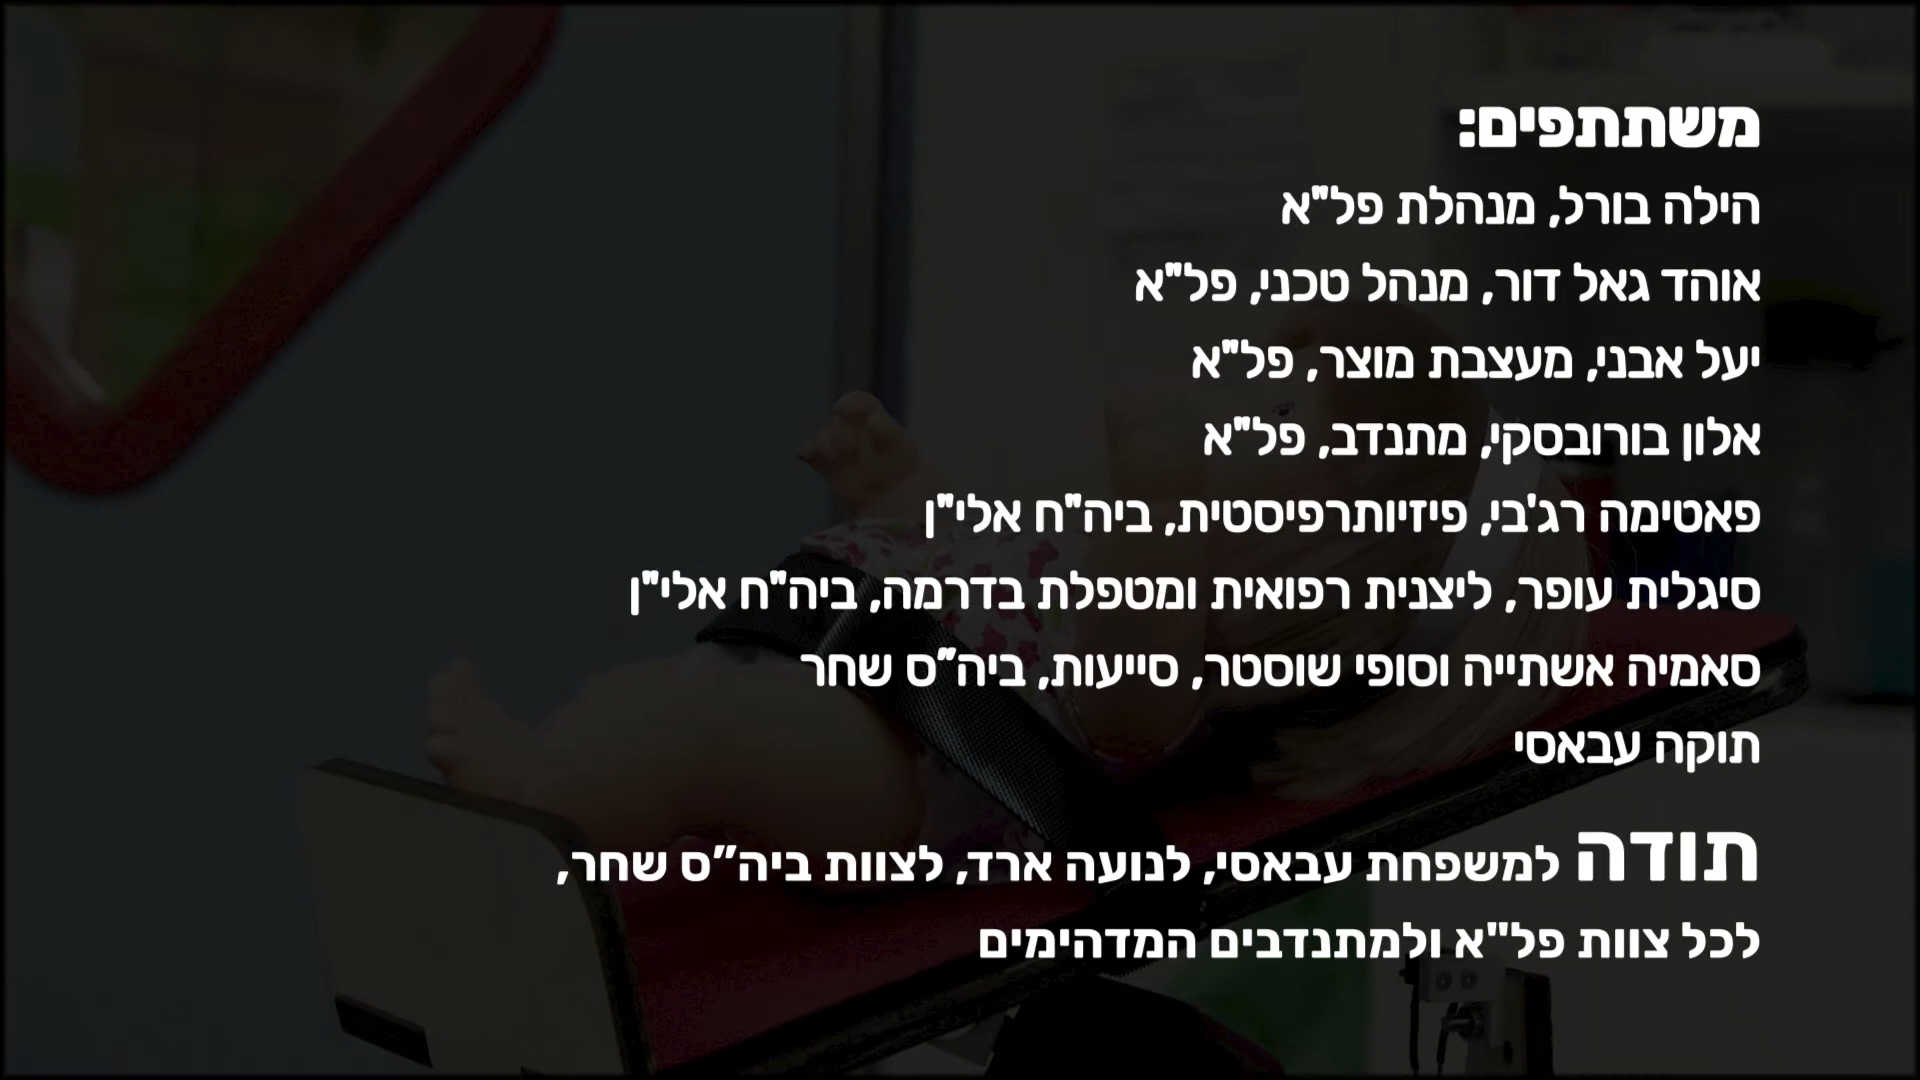 משתתפים:
הילה בורל, מנהלת פל"א
אוהד גאל דור, מנהל טכני, פל"א
יעל אבני, מעצבת מוצר, פל"א
אלון בורובסקי, מתנדב, פל"א
פאטימה רג'בי, פיזיותרפיסטית, ביה"ח אלי"ן
סיגלית עופר, ליצנית רפואית ומטפלת בדרמה, ביה"ח אלי"ן
סאמיה אשתייה וסופי שוסטר, סייעות, ביה"ס שחר
תוקה עבאסי
תודה למשפחת עבאסי, לנועה ארד, לצוות ביה"ס שחר,
לכל צוות פל"א ולמתנדבים המדהימים